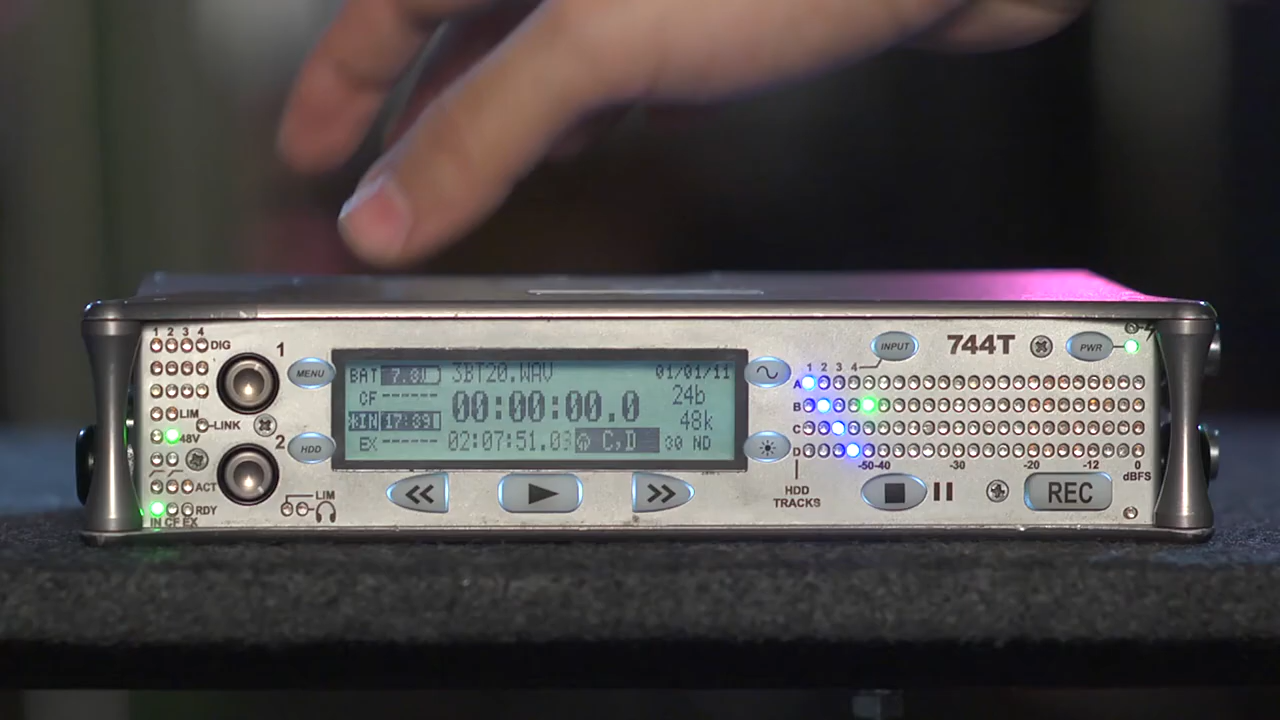 1 2 3 4
DIG
LIM
LINK
48V
ACT
RDY
IN CF EX
1
2
LIM
MENU
HDD
BAT 7.8V 3BT20.WAV 01/01/11
CF ------ 00:00:00.0 24b
IN 17:89 48k
EX ------ 02:07:51.03 C,D 30 ND
INPUT
744T
PWR
1 2 3 4
A
B
C
D
-50 -40 -30 -20 -12 0
dBFS
HDD
TRACKS
REC